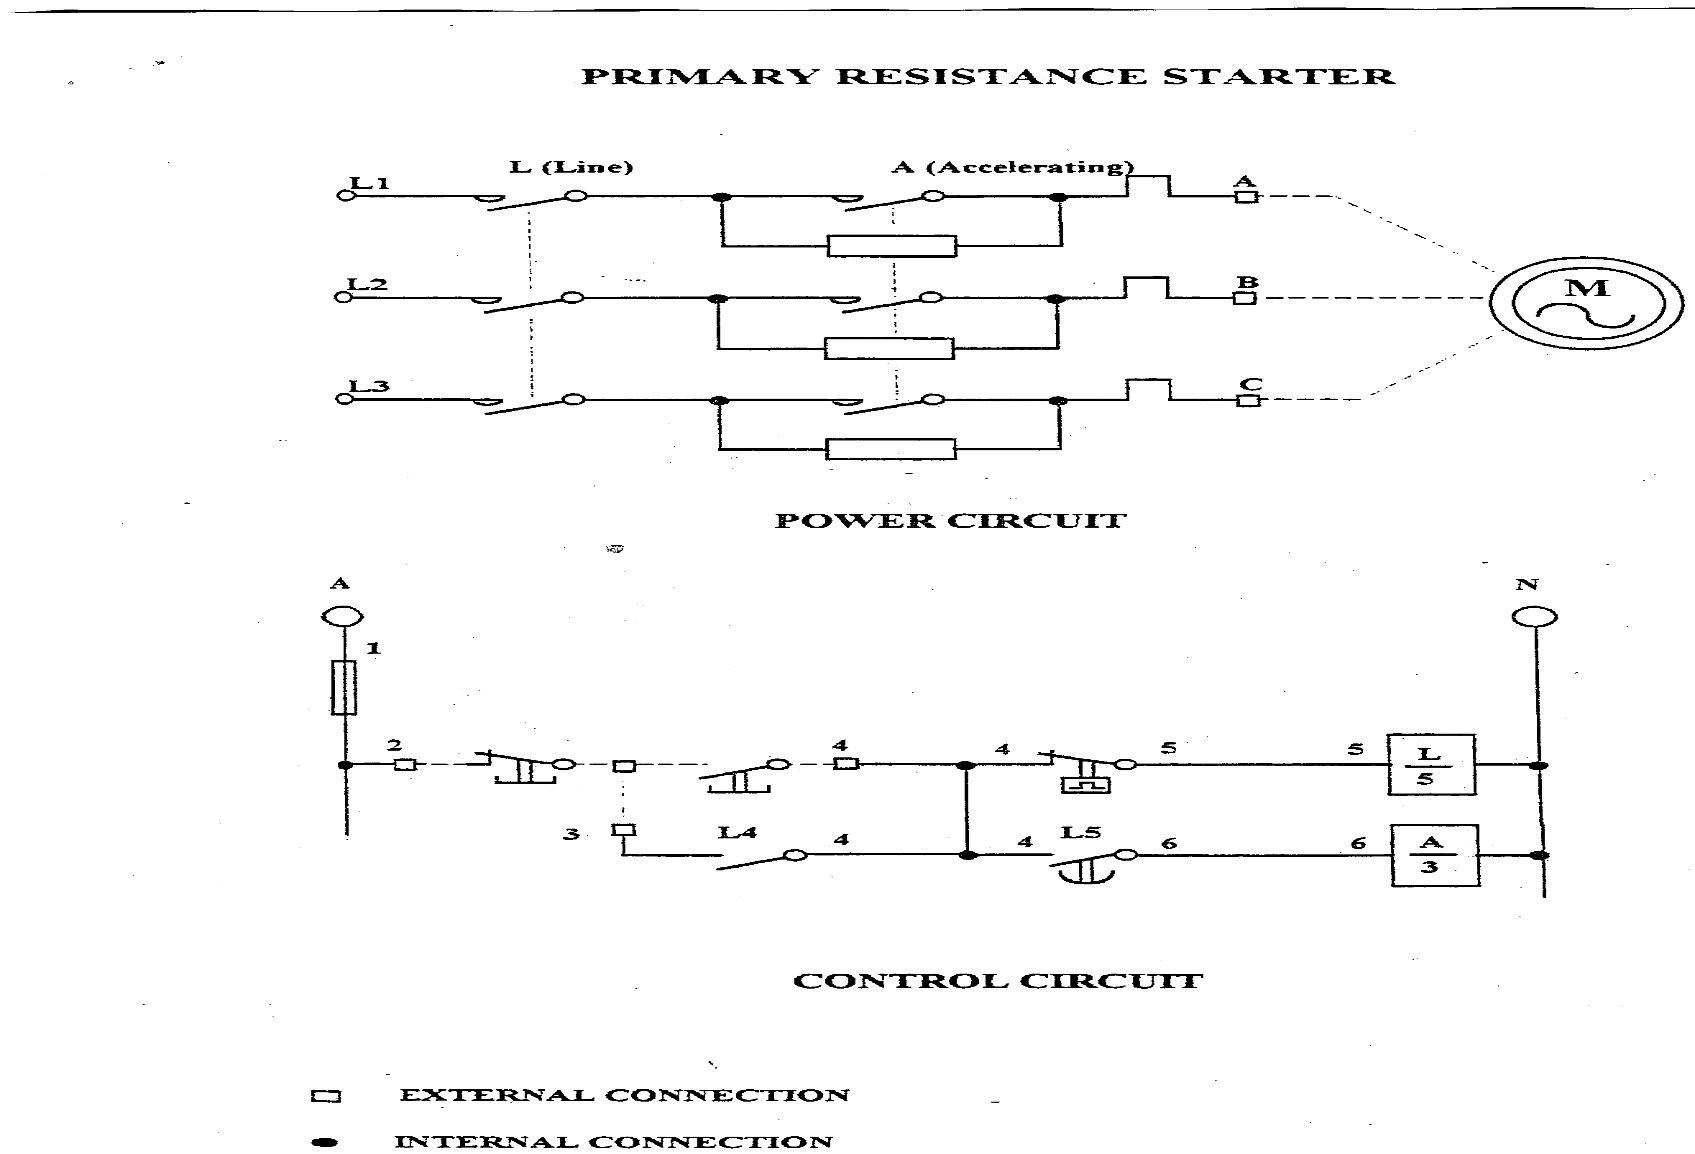 PRIMARY RESISTANCE STARTER
L (Line) A (Accelerating)
L1 A
L2 B
M
L3 C
POWER CIRCUIT
A N
1
2 4 4 5 5 L
5
3 L4 4 4 L5 6 6 A
3
CONTROL CIRCUIT
EXTERNAL CONNECTION
INTERNAL CONNECTION